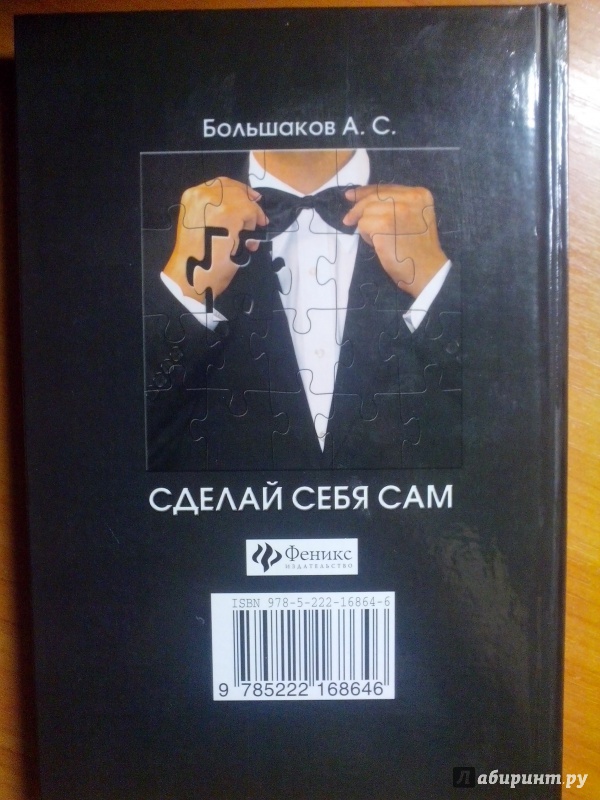 Большаков А. С.
СДЕЛАЙ СЕБЯ САМ
Феникс
ИЗДАТЕЛЬСТВО
ISBN 978-5-222-16864-6
9 785222 168646
Лабиринт.ру